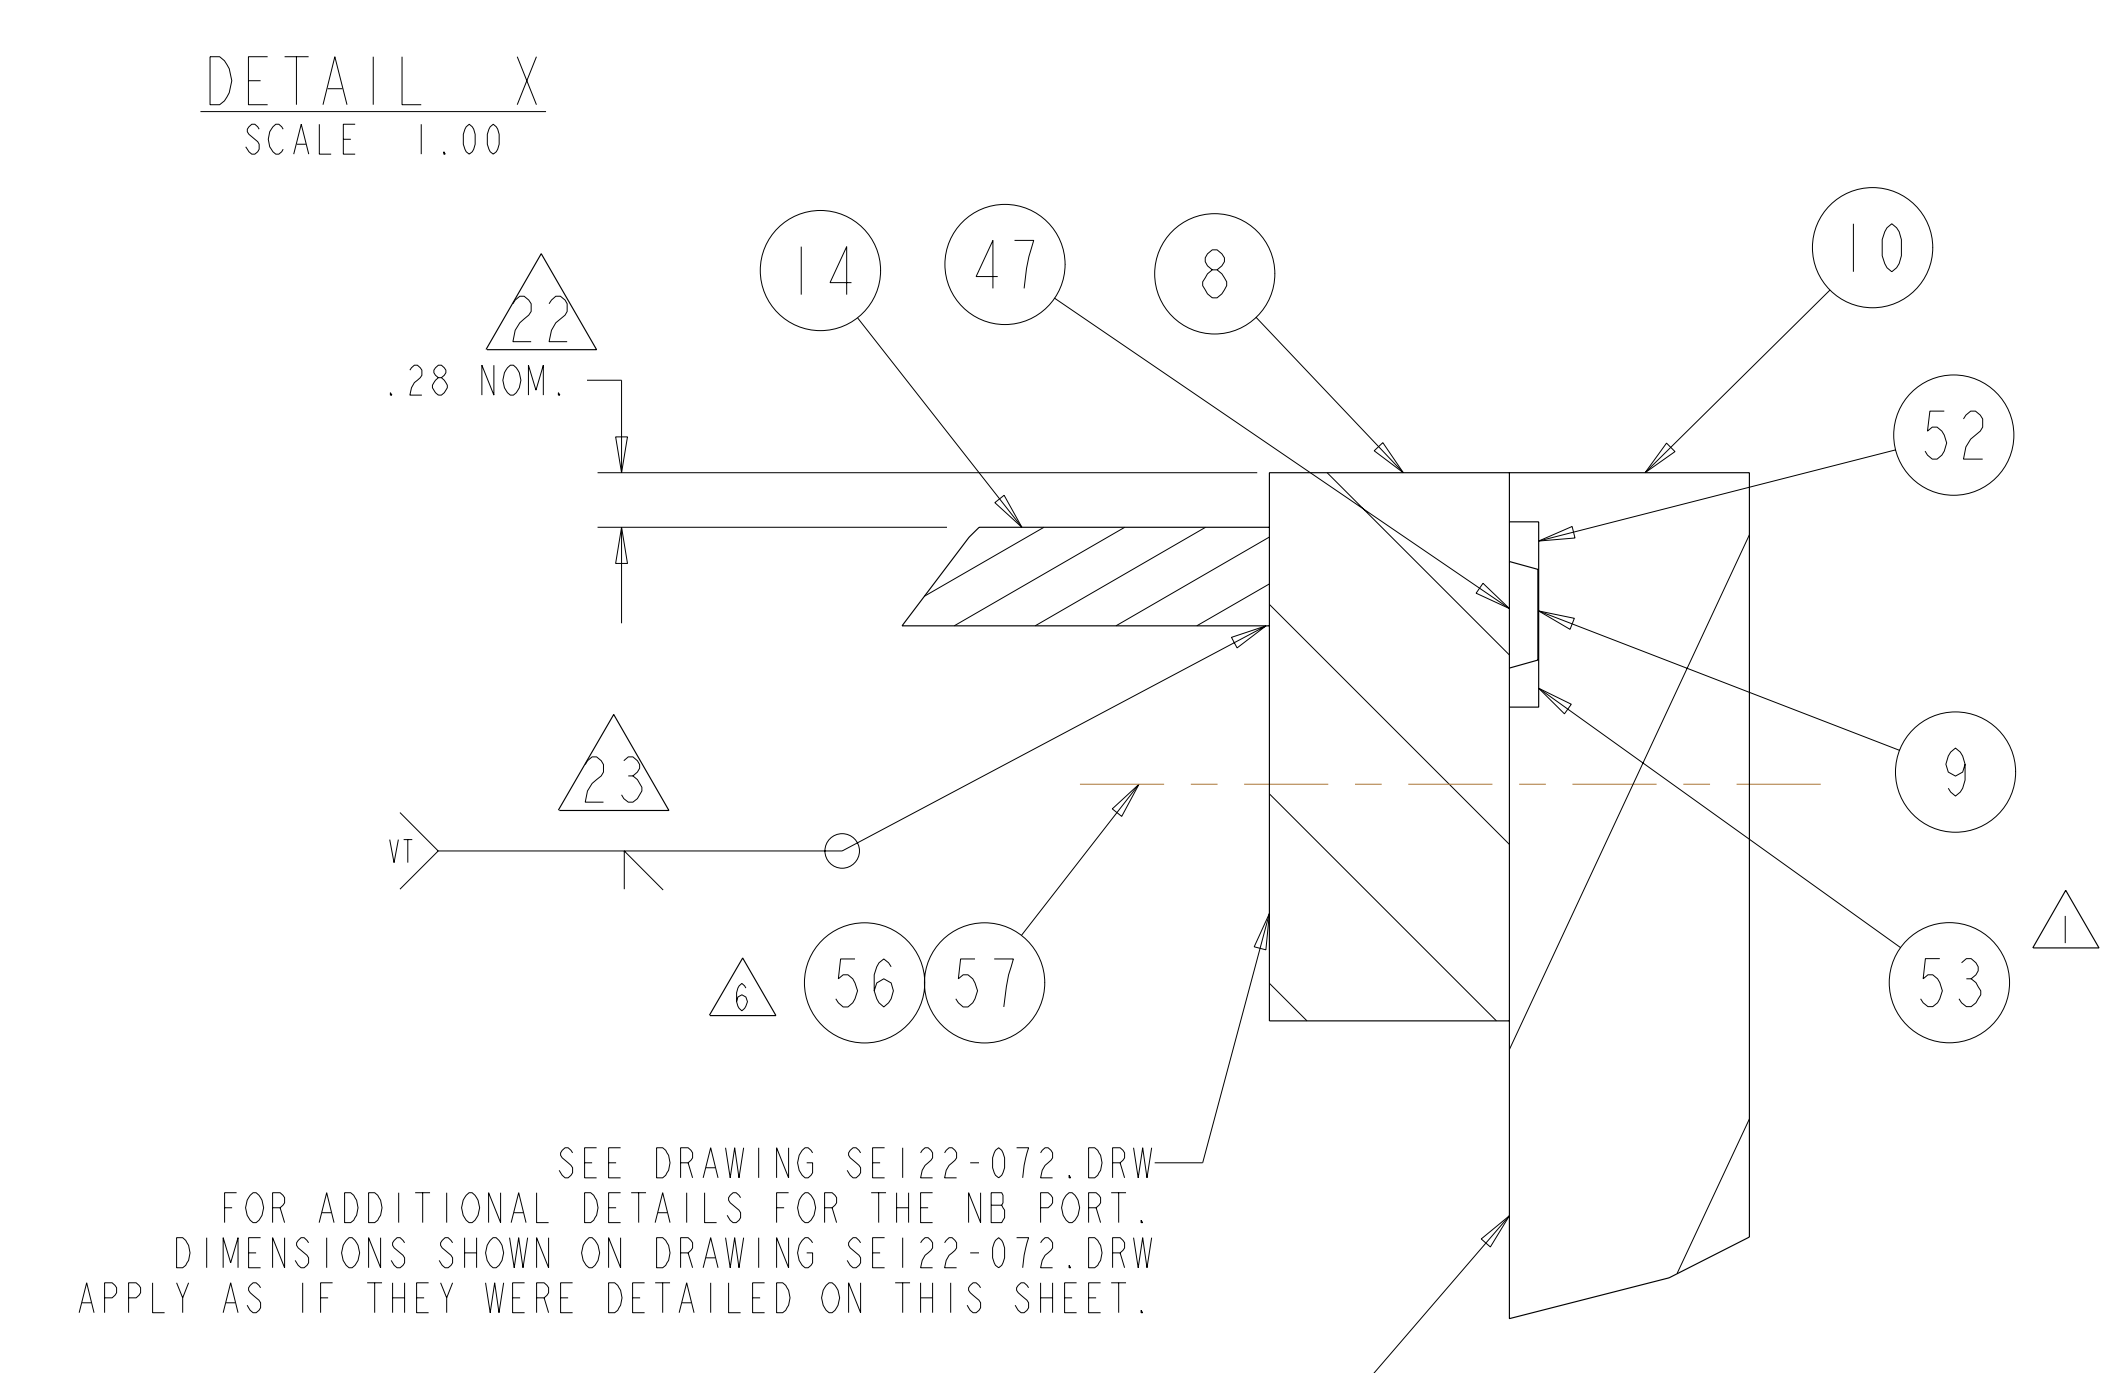 DETAIL X
SCALE 1.00
14
47
8
10
22
.28 NOM.
52
23
9
VT
6
56
57
53
1
SEE DRAWING SE122-072.DRW
FOR ADDITIONAL DETAILS FOR THE NB PORT.
DIMENSIONS SHOWN ON DRAWING SE122-072.DRW
APPLY AS IF THEY WERE DETAILED ON THIS SHEET.